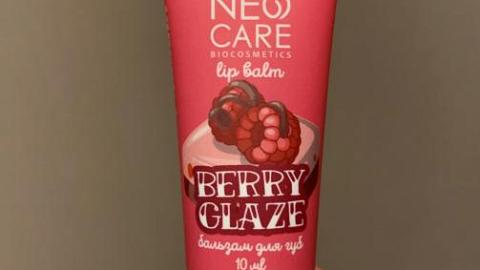 NEO
CARE
BIOCOSMETICS
lip balm
BERRY
GLAZE
бальзам для губ
10 ml